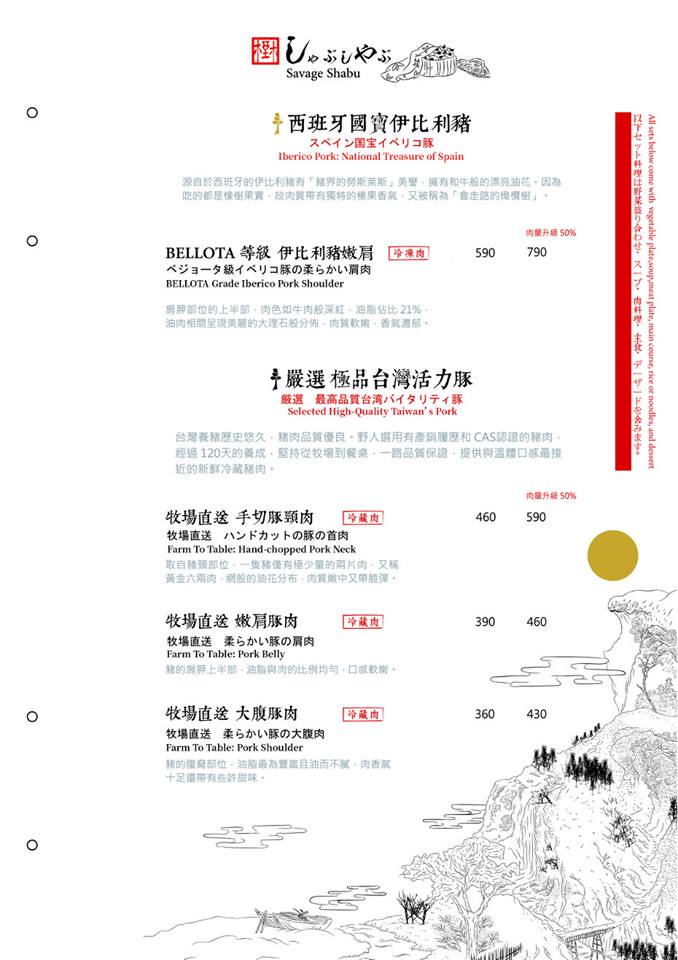 樹 しゃぶしやぶ
Savage Shabu
西班牙國寶伊比利豬
スペイン国宝イベリコ豚
Iberico Pork: National Treasure of Spain
源自於西班牙的伊比利豬有「豬界的勞斯萊斯」美譽，擁有和牛般的漂亮油花。因為
吃的都是橡樹果實，故肉質帶有獨特的榛果香氣，又被稱為「會走路的橄欖樹」。
肉量升級 50%
BELLOTA 等級 伊比利豬嫩肩 冷凍肉 590 790
ベジョータ級イベリコ豚の柔らかい肩肉
BELLOTA Grade Iberico Pork Shoulder
肩胛部位的上半部，肉色如牛肉般深紅，油脂佔比 21%，
油肉相間呈現美麗的大理石般分佈，肉質軟嫩，香氣濃郁。
嚴選 極品台灣活力豚
厳選 最高品質台湾バイタリティ豚
Selected High-Quality Taiwan's Pork
台灣養豬歷史悠久，豬肉品質優良。野人選用有產銷履歷和 CAS認證的豬肉，
經過 120天的養成，堅持從牧場到餐桌，一路品質保證，提供與溫體口感最接
近的新鮮冷藏豬肉。
肉量升級 50%
牧場直送 手切豚頸肉 冷藏肉 460 590
牧場直送 ハンドカットの豚の首肉
Farm To Table: Hand-chopped Pork Neck
取自豬頸部位，一隻豬僅有極少量的兩片肉，又稱
黃金六兩肉，網般的油花分布，肉質嫩中又帶脆彈。
牧場直送 嫩肩豚肉 冷藏肉 390 460
牧場直送 柔らかい豚の肩肉
Farm To Table: Pork Belly
豬的肩胛上半部，油脂與肉的比例均勻，口感軟嫩。
牧場直送 大腹豚肉 冷藏肉 360 430
牧場直送 柔らかい豚の大腹肉
Farm To Table: Pork Shoulder
豬的腹脅部位，油脂最為豐富且油而不膩，肉香氣
十足還帶有些許甜味。
All sets below come with vegetable plate,soup,meat plate, main course, rice or noodles, and dessert
以下セット料理は野菜盛り合わせ、スープ、肉料理、主食、デーザードを含みます。